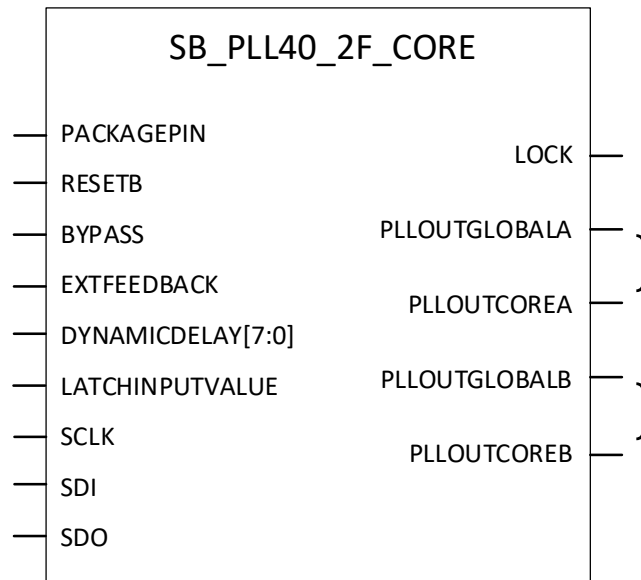 SB_PLL40_2F_CORE
PACKAGEPIN
RESETB
BYPASS
EXTFEEDBACK
DYNAMICDELAY[7:0]
LATCHINPUTVALUE
SCLK
SDI
SDO
LOCK
PLLOUTGLOBALA
PLLOUTCOREA
PLLOUTGLOBALB
PLLOUTCOREB